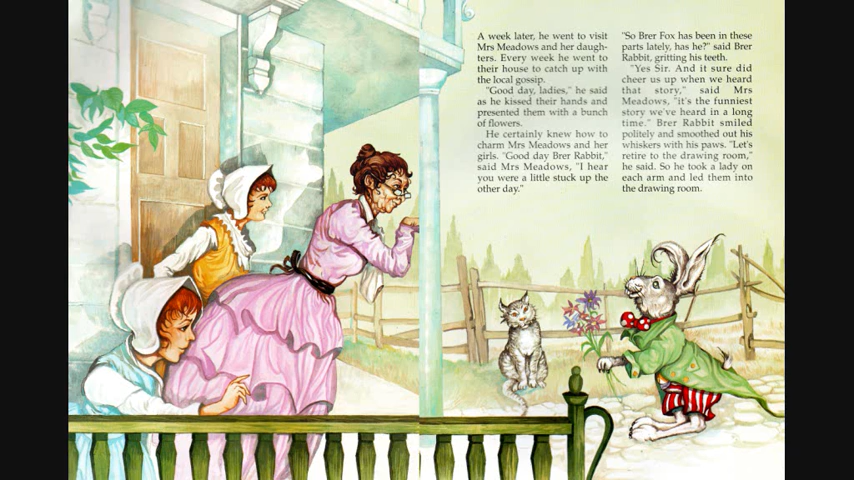 A week later, he went to visit
Mrs Meadows and her daugh-
ters. Every week he went to
their house to catch up with
the local gossip.
"Good day, ladies," he said
as he kissed their hands and
presented them with a bunch
of flowers.
He certainly knew how to
charm Mrs Meadows and her
girls. "Good day Brer Rabbit,"
said Mrs Meadows, "I hear
you were a little stuck up the
other day."
"So Brer Fox has been in these
parts lately, has he?" said Brer
Rabbit, gritting his teeth.
"Yes Sir. And it sure did
cheer us up when we heard
that story," said Mrs
Meadows, "it's the funniest
story we've heard in a long
time." Brer Rabbit smiled
politely and smoothed out his
whiskers with his paws. "Let's
retire to the drawing room,"
he said. So he took a lady on
each arm and led them into
the drawing room.